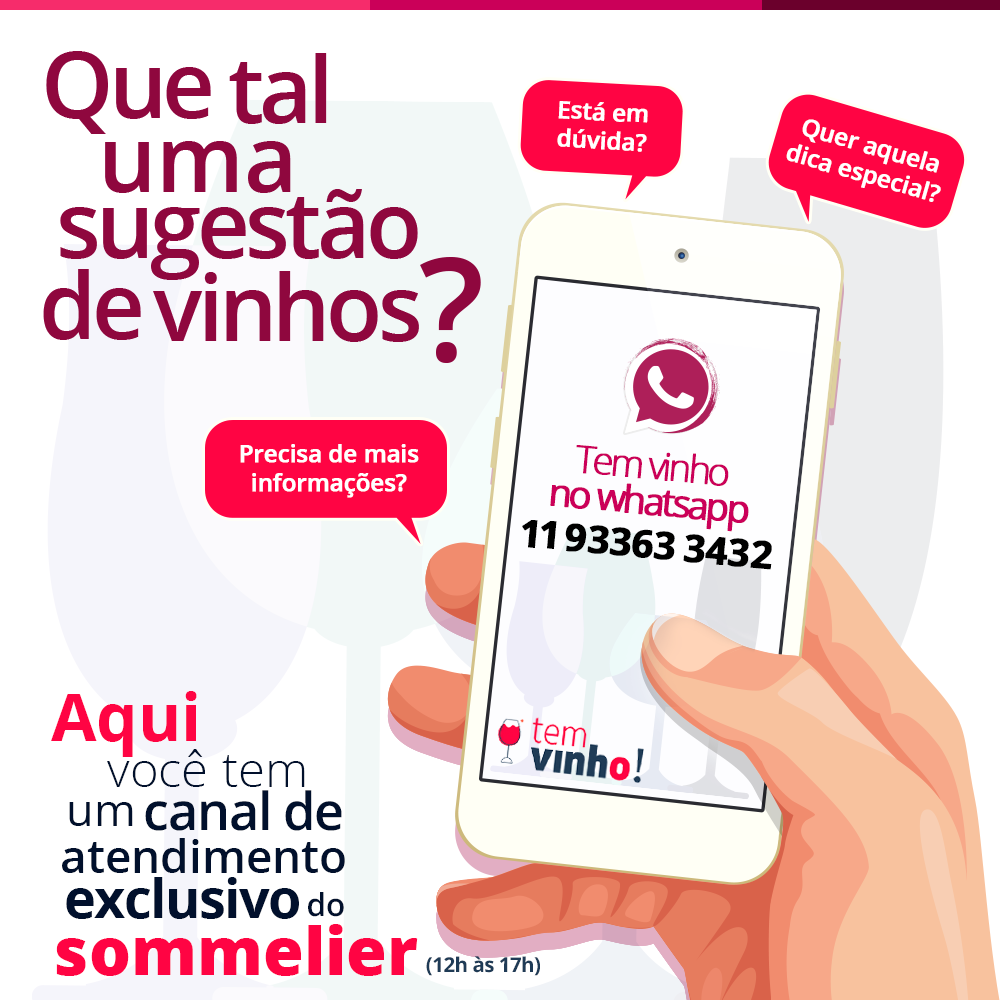 Que tal
uma
sugestão
de vinhos?
Está em
dúvida?
Quer aquela
dica especial?
Precisa de mais
informações?
Tem vinho
no whatsapp
11 93363 3432
tem
vinho!
Aqui
você tem
um canal de
atendimento
exclusivo do
sommelier (12h às 17h)